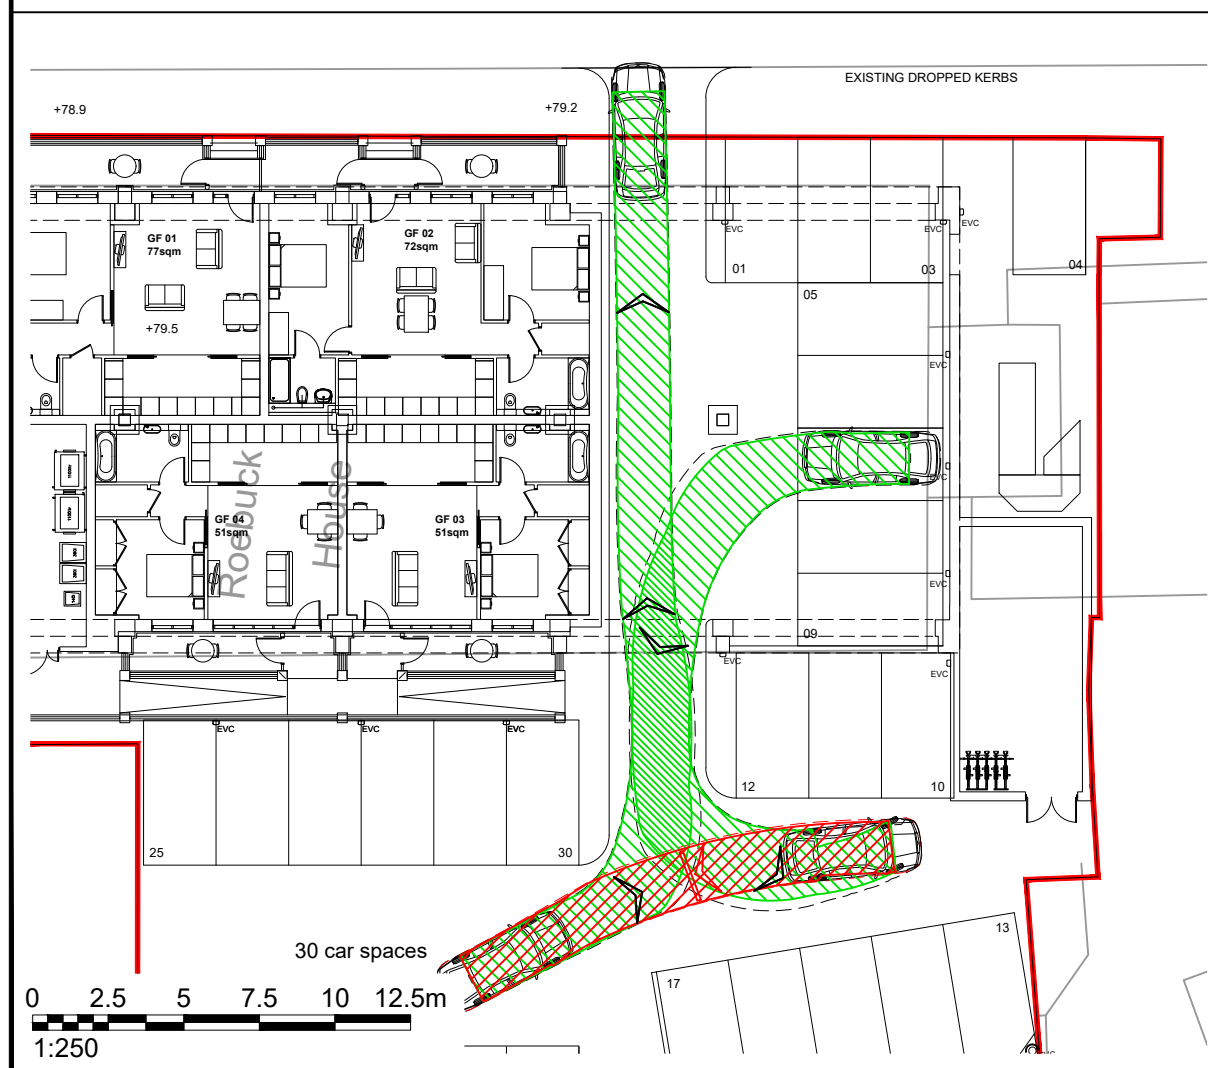 EXISTING DROPPED KERBS
+78.9
+79.2
GF 01
77sqm
GF 02
72sqm
EVC
EVC
EVC
01
03
04
05
+79.5
EVC
Roebuck
House
EVC
GF 04
51sqm
GF 03
51sqm
EVC
09
EVC
EVC
EVC
EVC
EVC
12
10
25
30
30 car spaces
13
17
0 2.5 5 7.5 10 12.5m
1:250